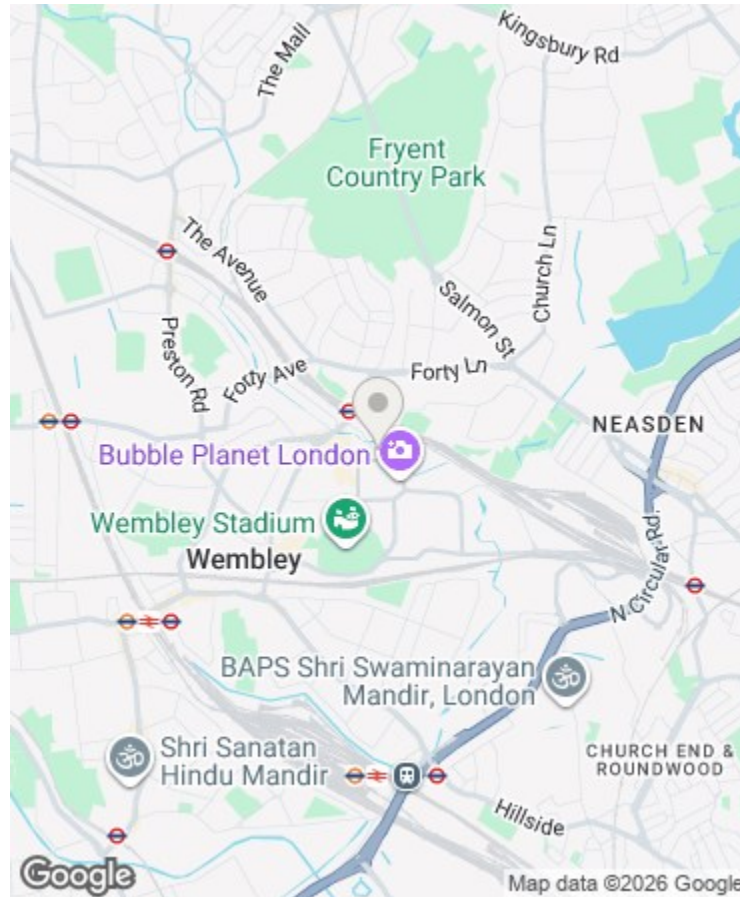 Kingsbury Rd
The Mall
Fryent
Country Park
The Avenue
Church Ln
Salmon St
Preston Rd
Forty Ave
Forty Ln
NEASDEN
Bubble Planet London
Wembley Stadium
Wembley
N Circular Rd.
BAPS Shri Swaminarayan
Mandir, London
Shri Sanatan
Hindu Mandir
CHURCH END &
ROUNDWOOD
Hillside
Google
Map data ©2026 Google